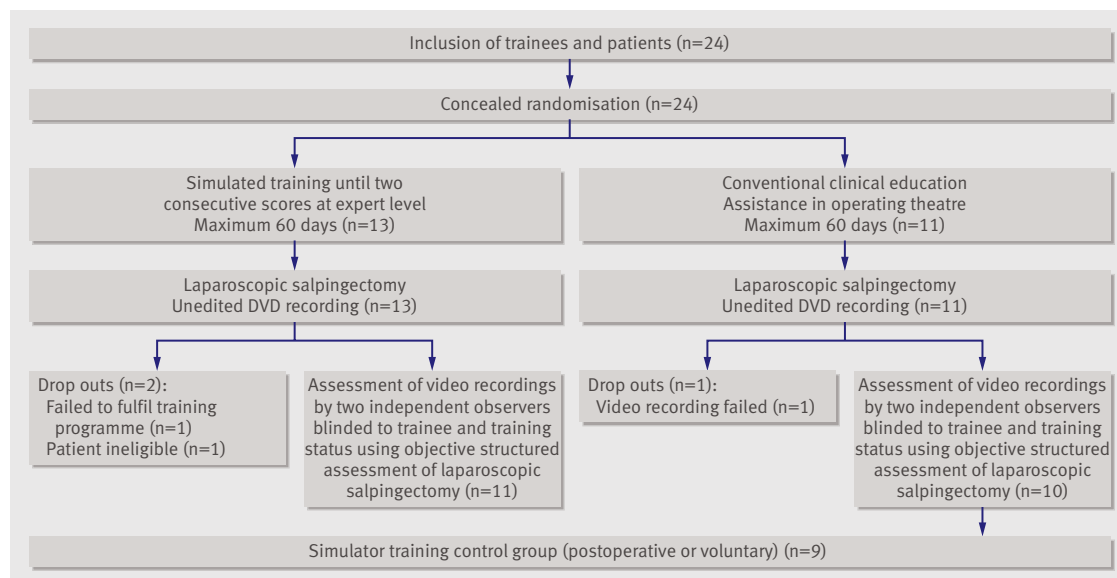 Inclusion of trainees and patients (n=24)
Concealed randomisation (n=24)
Simulated training until two
consecutive scores at expert level
Maximum 60 days (n=13)
Conventional clinical education
Assistance in operating theatre
Maximum 60 days (n=11)
Laparoscopic salpingectomy
Unedited DVD recording (n=13)
Laparoscopic salpingectomy
Unedited DVD recording (n=11)
Drop outs (n=2):
Failed to fulfil training
programme (n=1)
Patient ineligible (n=1)
Assessment of video recordings
by two independent observers
blinded to trainee and training
status using objective structured
assessment of laparoscopic
salpingectomy (n=11)
Drop outs (n=1):
Video recording failed (n=1)
Assessment of video recordings
by two independent observers
blinded to trainee and training
status using objective structured
assessment of laparoscopic
salpingectomy (n=10)
Simulator training control group (postoperative or voluntary) (n=9)